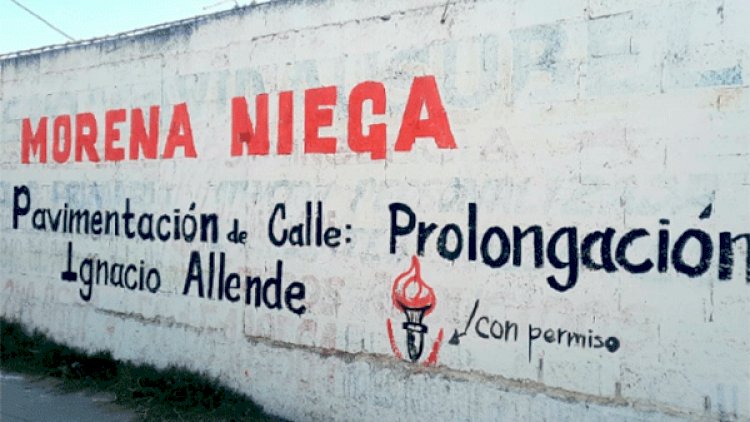 MORENA NIEGA
Pavimentación de Calle: Prolongación
Ignacio Allende
con permiso